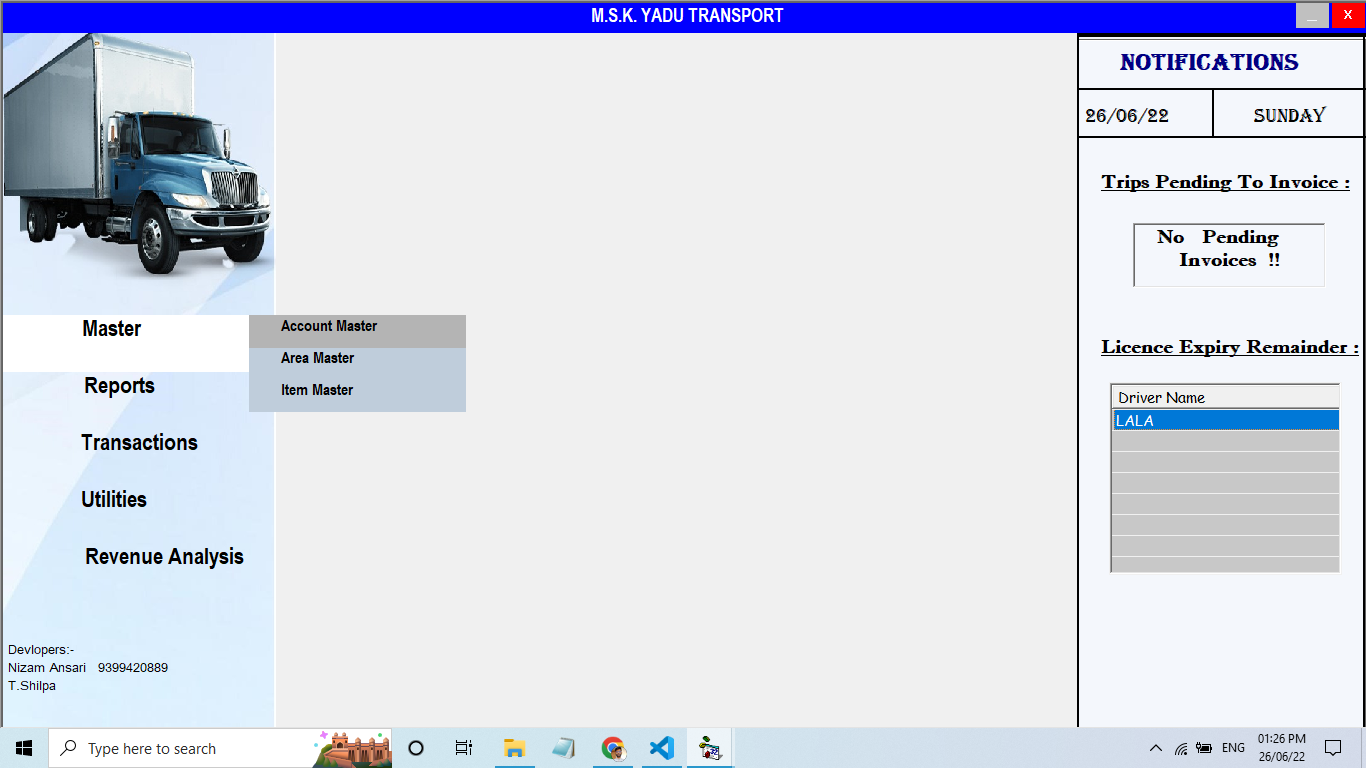 M.S.K. YADU TRANSPORT
_ X
NOTIFICATIONS
26/06/22 SUNDAY
Trips Pending To Invoice :
No Pending
Invoices !!
Licence Expiry Remainder :
Driver Name
LALA
Master
Account Master
Area Master
Item Master
Reports
Transactions
Utilities
Revenue Analysis
Devlopers:-
Nizam Ansari 9399420889
T.Shilpa
Type here to search
ENG
01:26 PM
26/06/22